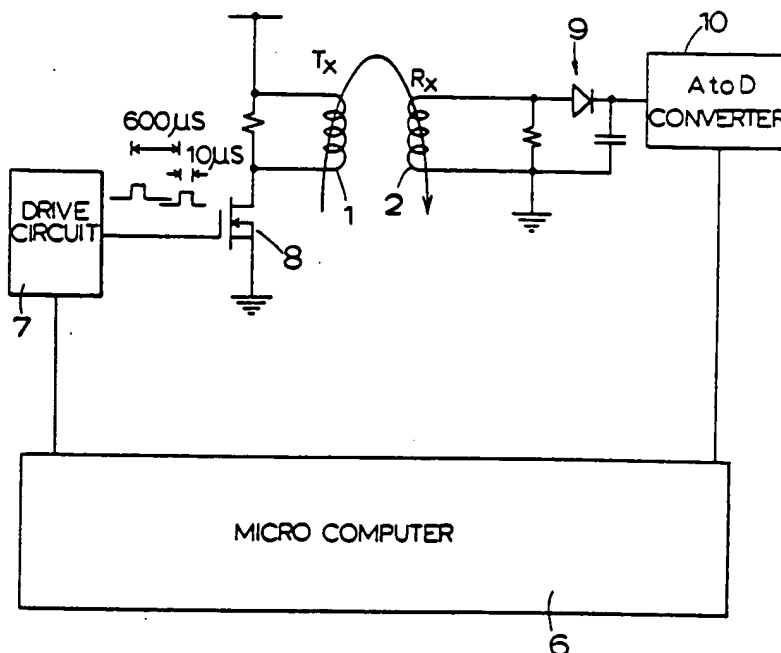 9
10
Tx
Rx
A to D
CONVERTER
600μS
10μS
1
2
DRIVE
CIRCUIT
8
7
MICRO COMPUTER
6